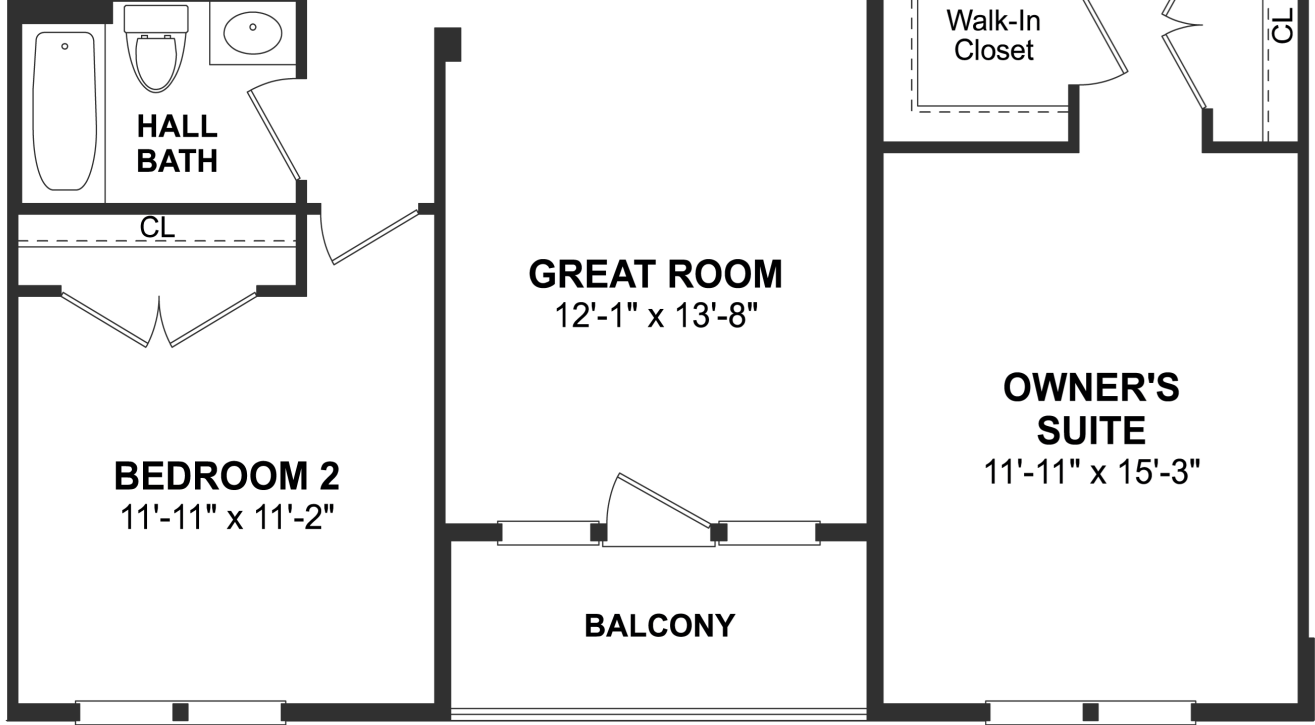 Walk-In
Closet
CL
HALL
BATH
CL
GREAT ROOM
12'-1" x 13'-8"
OWNER'S
SUITE
11'-11" x 15'-3"
BEDROOM 2
11'-11" x 11'-2"
BALCONY